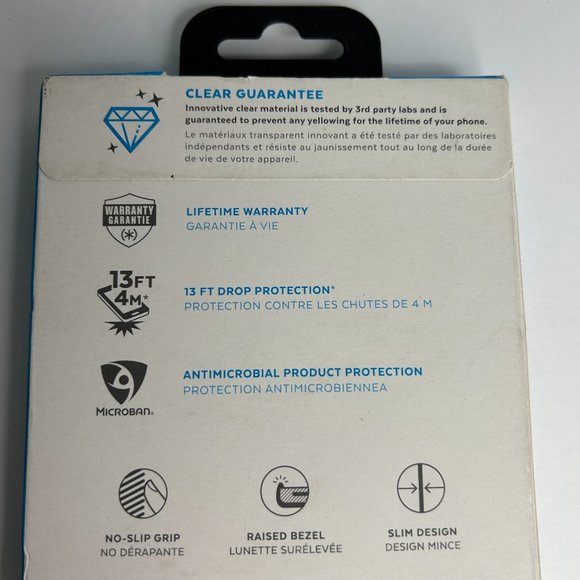 CLEAR GUARANTEE
Innovative clear material is tested by 3rd party labs and is
guaranteed to prevent any yellowing for the lifetime of your phone.
Le matériaux transparent innovant a été testé par des laboratoires
indépendants et résiste au jaunissement tout au long de la durée
de vie de votre appareil.
WARRANTY
GARANTIE
(*)
LIFETIME WARRANTY
GARANTIE À VIE
13FT
4M*
13 FT DROP PROTECTION*
PROTECTION CONTRE LES CHUTES DE 4 M
MICROBAN®
ANTIMICROBIAL PRODUCT PROTECTION
PROTECTION ANTIMICROBIENNEA
NO-SLIP GRIP
NO DÉRAPANTE
RAISED BEZEL
LUNETTE SURÉLEVÉE
SLIM DESIGN
DESIGN MINCE